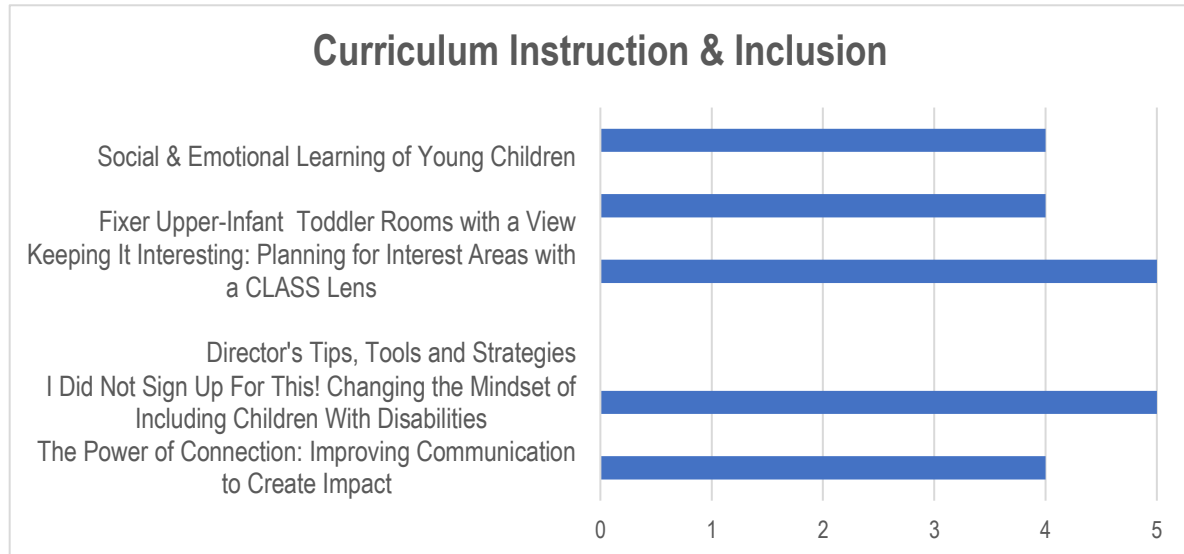 Curriculum Instruction & Inclusion
Social & Emotional Learning of Young Children
Fixer Upper-Infant  Toddler Rooms with a View
Keeping It Interesting: Planning for Interest Areas with
a CLASS Lens
Director's Tips, Tools and Strategies
I Did Not Sign Up For This! Changing the Mindset of
Including Children With Disabilities
The Power of Connection: Improving Communication
to Create Impact
0 1 2 3 4 5